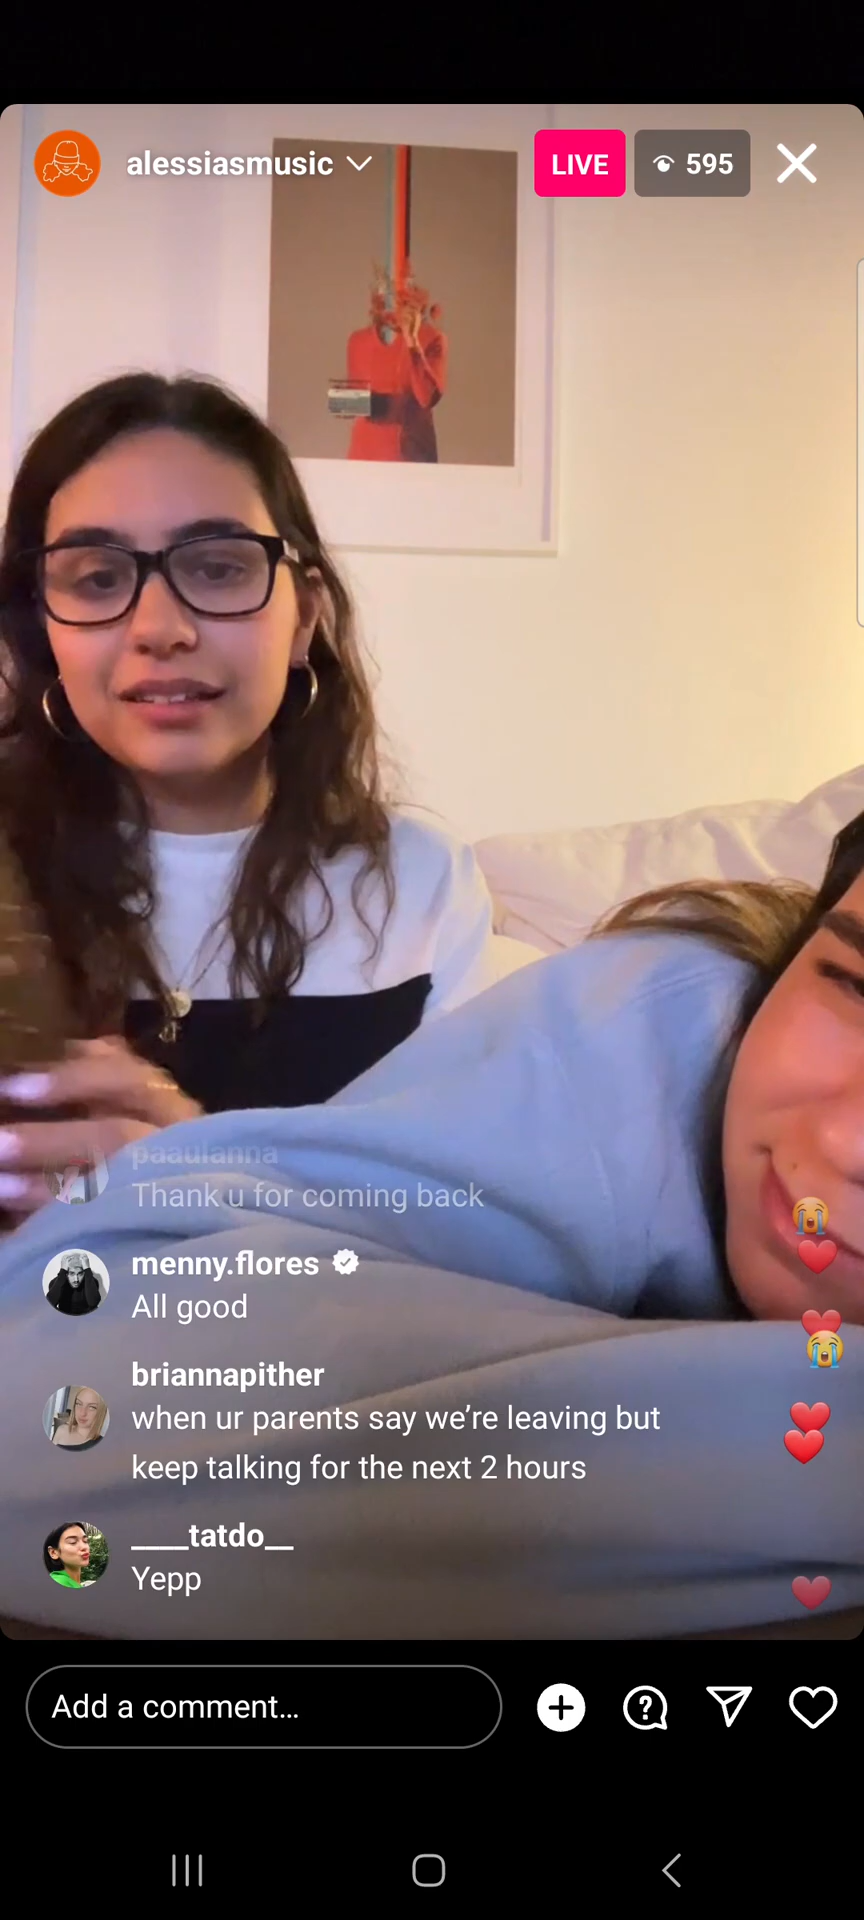 alessiasmusic
LIVE
595
paaulanna
Thank u for coming back
menny.flores
All good
briannapither
when ur parents say we’re leaving but
keep talking for the next 2 hours
____tatdo__
Yepp
Add a comment...